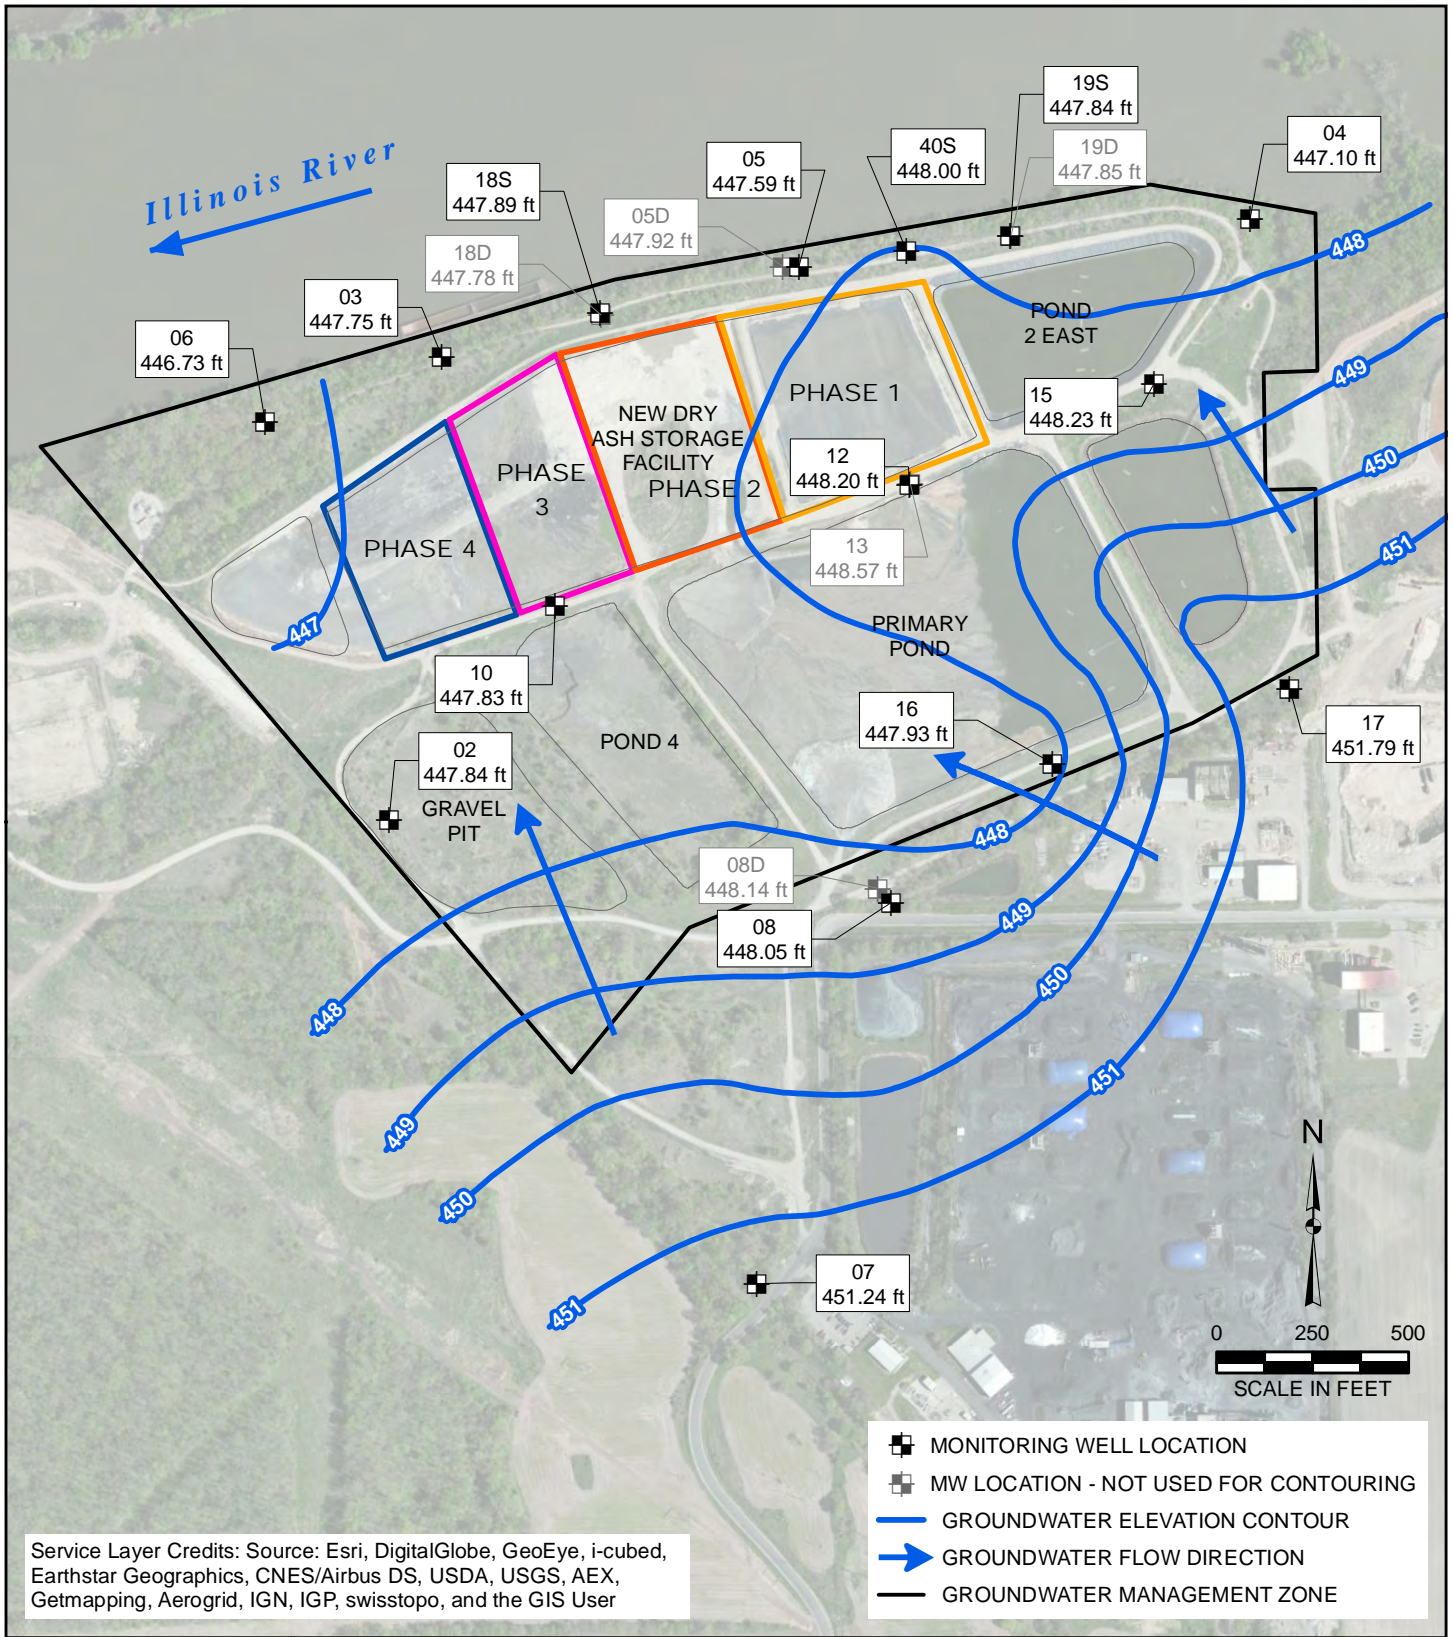 19S
447.84 ft
04
447.10 ft
40S
448.00 ft
19D
447.85 ft
05
447.59 ft
18S
447.89 ft
05D
447.92 ft
Illinois River
18D
447.78 ft
03
447.75 ft
06
446.73 ft
448
POND
2 EAST
449
PHASE 1
15
448.23 ft
NEW DRY
ASH STORAGE
FACILITY
PHASE 2
12
448.20 ft
450
PHASE
3
PHASE 4
13
448.57 ft
451
447
PRIMARY
POND
10
447.83 ft
16
447.93 ft
17
451.79 ft
POND 4
02
447.84 ft
GRAVEL
PIT
448
08D
448.14 ft
08
448.05 ft
449
448
450
451
449
450
451
07
451.24 ft
N
0 250 500
SCALE IN FEET
MONITORING WELL LOCATION
MW LOCATION - NOT USED FOR CONTOURING
GROUNDWATER ELEVATION CONTOUR
GROUNDWATER FLOW DIRECTION
GROUNDWATER MANAGEMENT ZONE
Service Layer Credits: Source: Esri, DigitalGlobe, GeoEye, i-cubed,
Earthstar Geographics, CNES/Airbus DS, USDA, USGS, AEX,
Getmapping, Aerogrid, IGN, IGP, swisstopo, and the GIS User